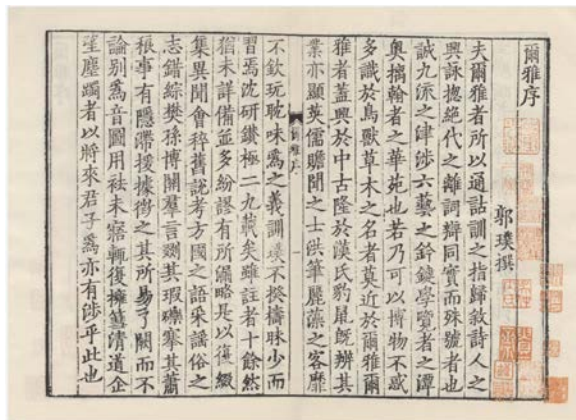 爾雅序
郭璞撰
夫爾雅者所以通詁訓之指歸敘詩人之
興詠揔絕代之離詞辯同實而殊號者也
誠九流之津涉六藝之鈐鍵學覽者之潭
奧摛翰者之華苑也若乃可以博物不惑
多識於鳥獸草木之名者莫近於爾雅爾
雅者蓋興於中古隆於漢氏豹鼠既辨其
業亦顯英儒贍聞之士洪筆麗藻之客靡
爾雅序
不欽玩耽味爲之義訓璞不揆檮昧少而
習焉沈研鑽極二九載矣雖註者十餘然
猶未詳備並多紛謬有所漏略是以復綴
集異聞會稡舊說考方國之語采謠俗之
志錯綜樊孫博關羣言剟其瑕礫搴其蕭
稂事有隱滯援據徵之其所易了闕而不
論別爲音圖用祛未寤輒復擁篲清道企
望塵躅者以將來君子爲亦有涉乎此也